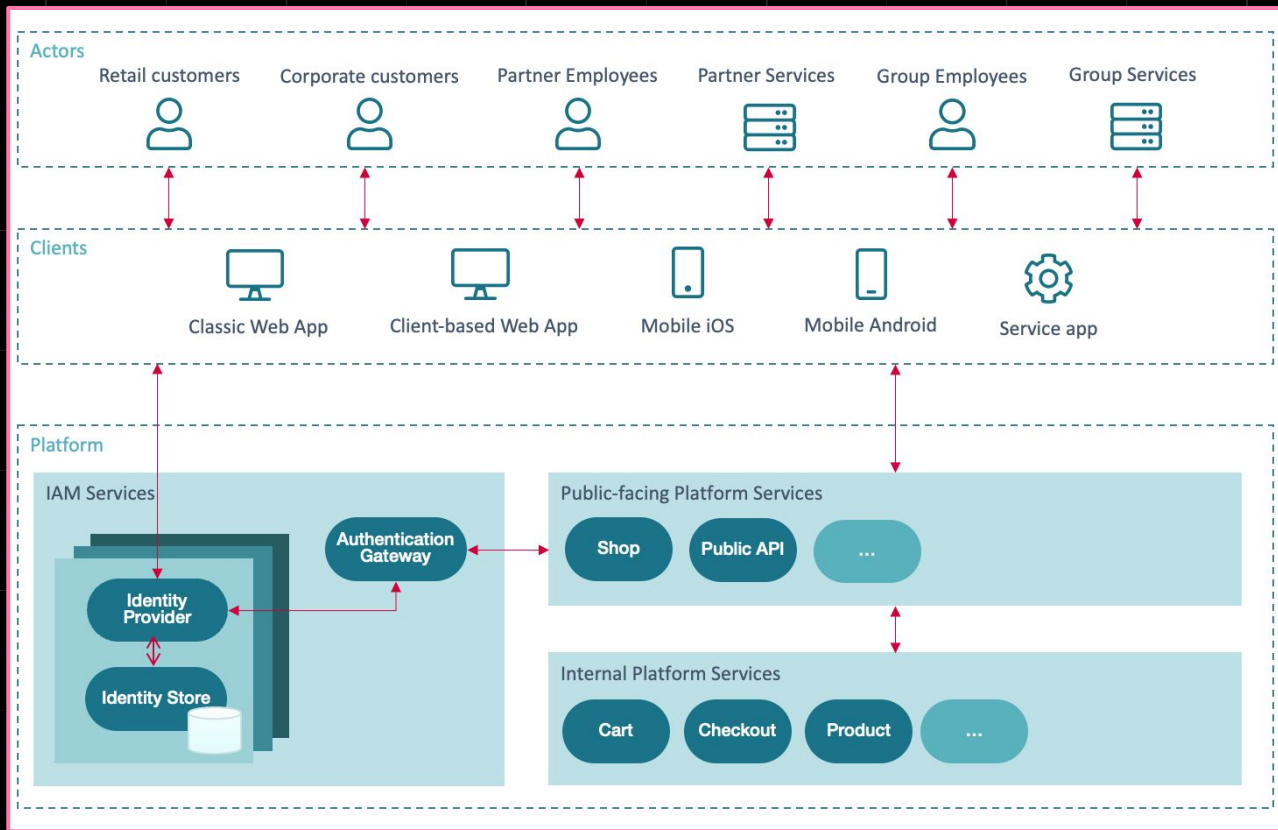 Actors
Retail customers
Corporate customers
Partner Employees
Partner Services
Group Employees
Group Services
Clients
Classic Web App
Client-based Web App
Mobile iOS
Mobile Android
Service app
Platform
IAM Services
Authentication
Gateway
Identity
Provider
Identity Store
Public-facing Platform Services
Shop
Public API
...
Internal Platform Services
Cart
Checkout
Product
...